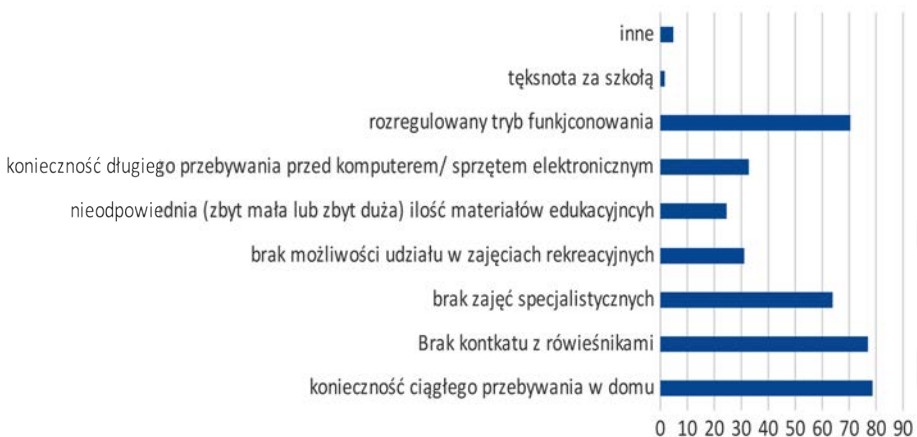 inne
tęksnota za szkołą
rozregulowany tryb funkjconowania
konieczność długiego przebywania przed komputerem/ sprzętem elektronicznym
nieodpowiednia (zbyt mała lub zbyt duża) ilość materiałów edukacyjncyh
brak możliwości udziału w zajęciach rekreacyjnych
brak zajęć specjalistycznych
Brak kontkatu z rówieśnikami
konieczność ciągłego przebywania w domu
0 10 20 30 40 50 60 70 80 90